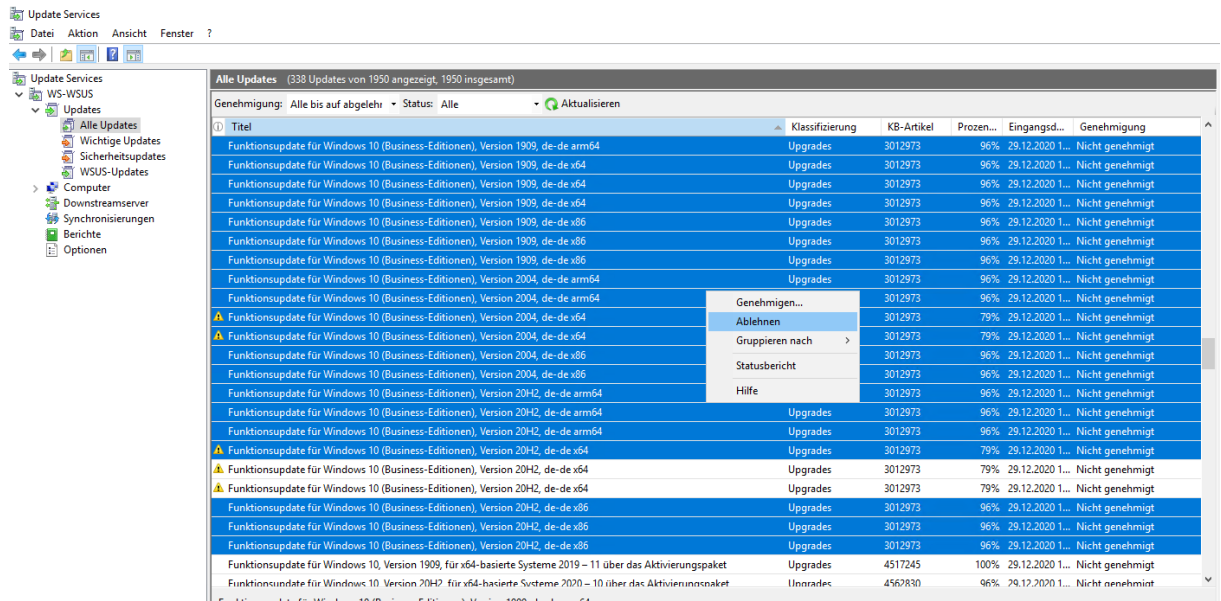 Update Services
Datei Aktion Ansicht Fenster ?
Update Services
WS-WSUS
Updates
Alle Updates
Wichtige Updates
Sicherheitsupdates
WSUS-Updates
Computer
Downstreamserver
Synchronisierungen
Berichte
Optionen
Alle Updates (338 Updates von 1950 angezeigt, 1950 insgesamt)
Genehmigung: Alle bis auf abgelehr Status: Alle Aktualisieren
Titel Klassifizierung KB-Artikel Prozen... Eingangsd... Genehmigung
Funktionsupdate für Windows 10 (Business-Editionen), Version 1909, de-de arm64 Upgrades 3012973 96% 29.12.2020 1... Nicht genehmigt
Funktionsupdate für Windows 10 (Business-Editionen), Version 1909, de-de x64 Upgrades 3012973 96% 29.12.2020 1... Nicht genehmigt
Funktionsupdate für Windows 10 (Business-Editionen), Version 1909, de-de x64 Upgrades 3012973 96% 29.12.2020 1... Nicht genehmigt
Funktionsupdate für Windows 10 (Business-Editionen), Version 1909, de-de x64 Upgrades 3012973 96% 29.12.2020 1... Nicht genehmigt
Funktionsupdate für Windows 10 (Business-Editionen), Version 1909, de-de x86 Upgrades 3012973 96% 29.12.2020 1... Nicht genehmigt
Funktionsupdate für Windows 10 (Business-Editionen), Version 1909, de-de x86 Upgrades 3012973 96% 29.12.2020 1... Nicht genehmigt
Funktionsupdate für Windows 10 (Business-Editionen), Version 1909, de-de x86 Upgrades 3012973 96% 29.12.2020 1... Nicht genehmigt
Funktionsupdate für Windows 10 (Business-Editionen), Version 2004, de-de arm64 Upgrades 3012973 96% 29.12.2020 1... Nicht genehmigt
Funktionsupdate für Windows 10 (Business-Editionen), Version 2004, de-de arm64 3012973 96% 29.12.2020 1... Nicht genehmigt
Funktionsupdate für Windows 10 (Business-Editionen), Version 2004, de-de x64 3012973 79% 29.12.2020 1... Nicht genehmigt
Funktionsupdate für Windows 10 (Business-Editionen), Version 2004, de-de x64 3012973 79% 29.12.2020 1... Nicht genehmigt
Funktionsupdate für Windows 10 (Business-Editionen), Version 2004, de-de x86 3012973 96% 29.12.2020 1... Nicht genehmigt
Funktionsupdate für Windows 10 (Business-Editionen), Version 2004, de-de x86 3012973 96% 29.12.2020 1... Nicht genehmigt
Funktionsupdate für Windows 10 (Business-Editionen), Version 20H2, de-de arm64 3012973 96% 29.12.2020 1... Nicht genehmigt
Funktionsupdate für Windows 10 (Business-Editionen), Version 20H2, de-de arm64 Upgrades 3012973 96% 29.12.2020 1... Nicht genehmigt
Funktionsupdate für Windows 10 (Business-Editionen), Version 20H2, de-de arm64 Upgrades 3012973 96% 29.12.2020 1... Nicht genehmigt
Funktionsupdate für Windows 10 (Business-Editionen), Version 20H2, de-de x64 Upgrades 3012973 79% 29.12.2020 1... Nicht genehmigt
Funktionsupdate für Windows 10 (Business-Editionen), Version 20H2, de-de x64 Upgrades 3012973 79% 29.12.2020 1... Nicht genehmigt
Funktionsupdate für Windows 10 (Business-Editionen), Version 20H2, de-de x64 Upgrades 3012973 79% 29.12.2020 1... Nicht genehmigt
Funktionsupdate für Windows 10 (Business-Editionen), Version 20H2, de-de x86 Upgrades 3012973 96% 29.12.2020 1... Nicht genehmigt
Funktionsupdate für Windows 10 (Business-Editionen), Version 20H2, de-de x86 Upgrades 3012973 96% 29.12.2020 1... Nicht genehmigt
Funktionsupdate für Windows 10 (Business-Editionen), Version 20H2, de-de x86 Upgrades 3012973 96% 29.12.2020 1... Nicht genehmigt
Funktionsupdate für Windows 10, Version 1909, für x64-basierte Systeme 2019 – 11 über das Aktivierungspaket Upgrades 4517245 100% 29.12.2020 1... Nicht genehmigt
Funktionsupdate für Windows 10, Version 20H2, für x64-basierte Systeme 2020 – 10 über das Aktivierungspaket Upgrades 4562830 96% 29.12.2020 1... Nicht genehmigt
Genehmigen...
Ablehnen
Gruppieren nach
Statusbericht
Hilfe